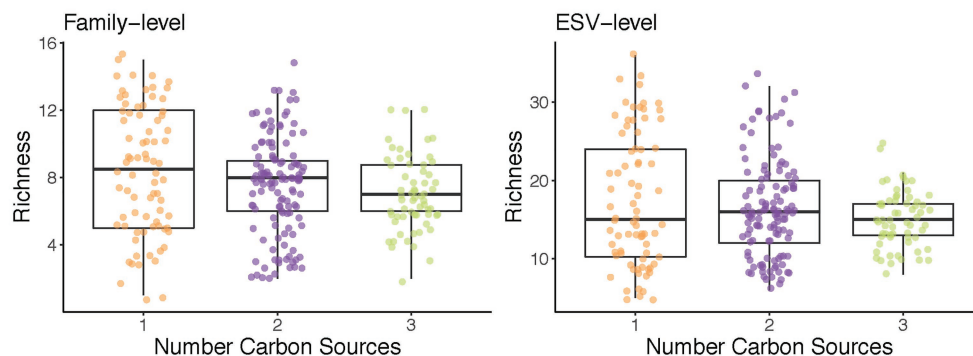 Family-level
16
12
8
4
Richness
1
2
3
Number Carbon Sources
ESV-level
30
20
10
Richness
1
2
3
Number Carbon Sources